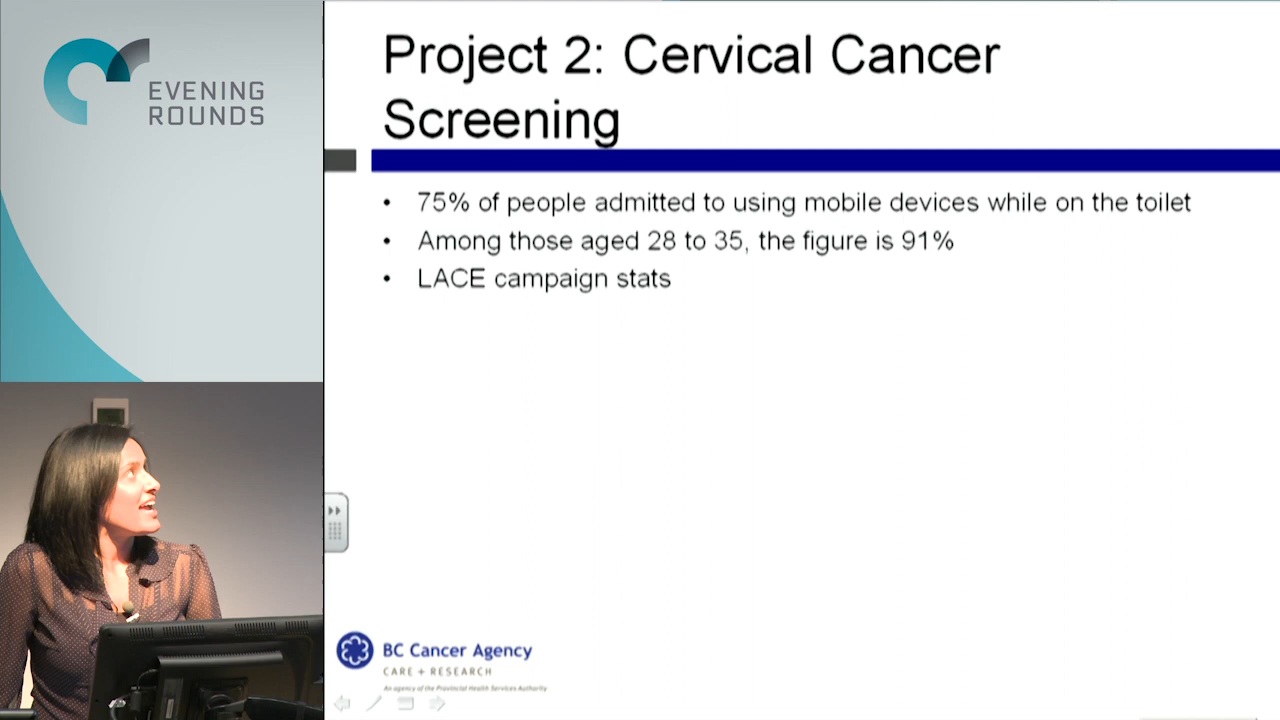 EVENING
ROUNDS
Project 2: Cervical Cancer
Screening
• 75% of people admitted to using mobile devices while on the toilet
• Among those aged 28 to 35, the figure is 91%
• LACE campaign stats
BC Cancer Agency
CARE + RESEARCH
An agency of the Provincial Health Services Authority